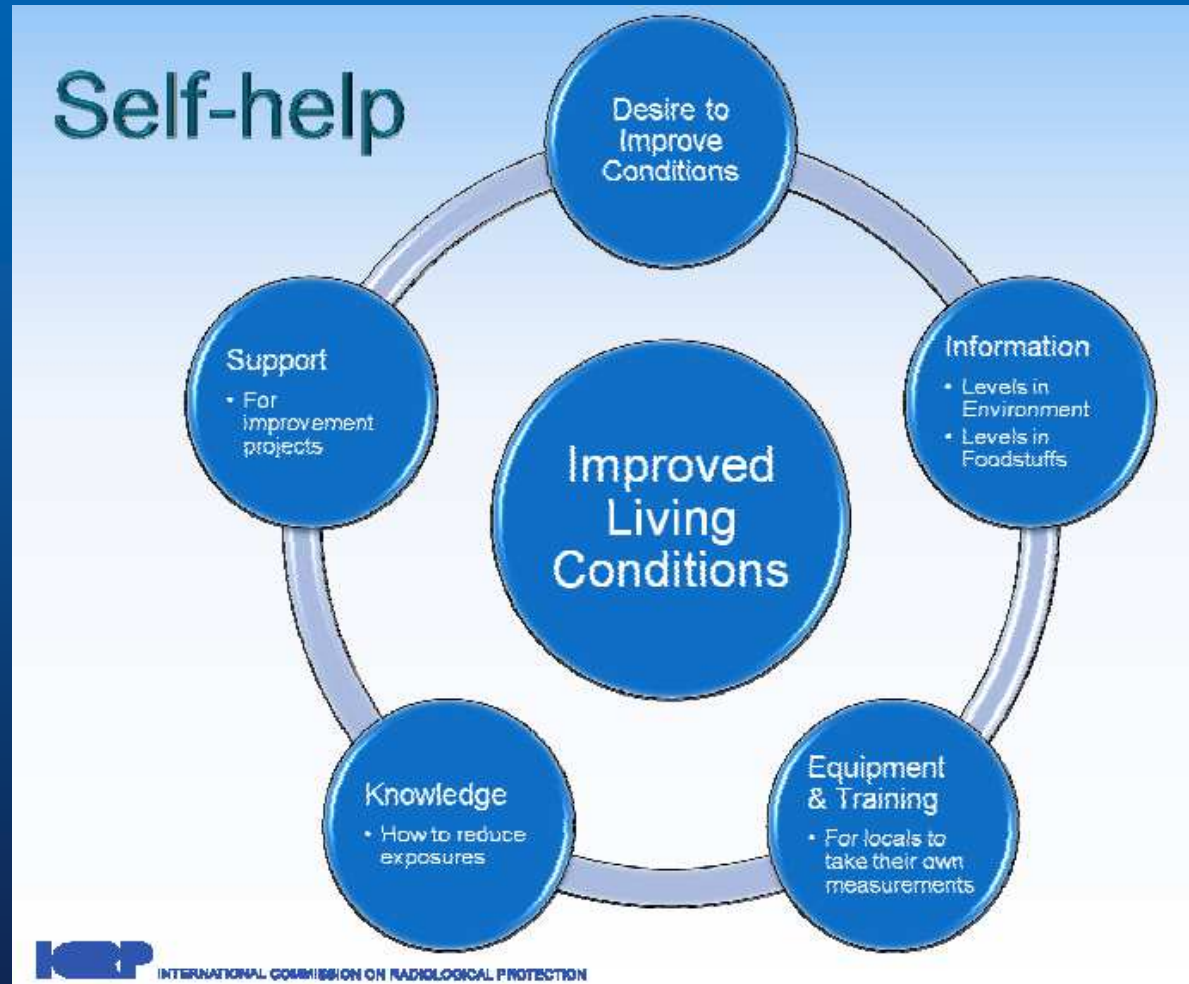 Self-help
Desire to
Improve
Conditions
Information
• Levels in
Environment
• Levels in
Foodstuffs
Equipment
& Training
• For locals to
take their own
measurements
Knowledge
• How to reduce
exposures
Support
• For
improvement
projects
Improved
Living
Conditions
ICRP INTERNATIONAL COMMISSION ON RADIOLOGICAL PROTECTION